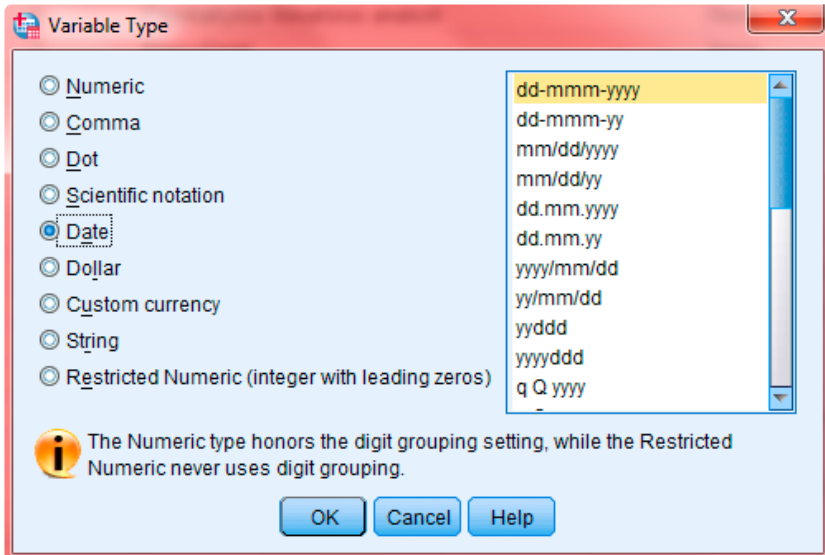 Variable Type
Numeric
Comma
Dot
Scientific notation
Date
Dollar
Custom currency
String
Restricted Numeric (integer with leading zeros)
dd-mmm-yyyy
dd-mmm-yy
mm/dd/yyyy
mm/dd/yy
dd.mm.yyyy
dd.mm.yy
yyyy/mm/dd
yy/mm/dd
yyddd
yyyyddd
q Q yyyy
The Numeric type honors the digit grouping setting, while the Restricted
Numeric never uses digit grouping.
OK
Cancel
Help